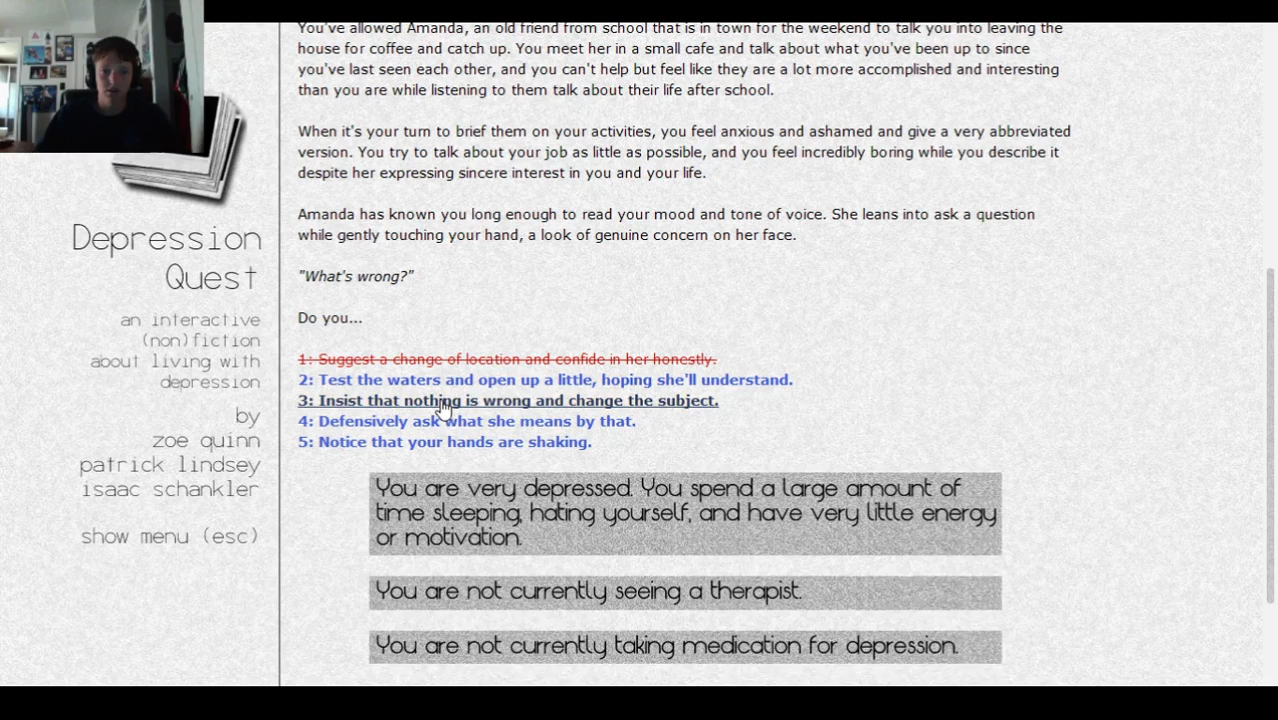 You've allowed Amanda, an old friend from school that is in town for the weekend to talk you into leaving the
house for coffee and catch up. You meet her in a small cafe and talk about what you've been up to since
you've last seen each other, and you can't help but feel like they are a lot more accomplished and interesting
than you are while listening to them talk about their life after school.
When it's your turn to brief them on your activities, you feel anxious and ashamed and give a very abbreviated
version. You try to talk about your job as little as possible, and you feel incredibly boring while you describe it
despite her expressing sincere interest in you and your life.
Amanda has known you long enough to read your mood and tone of voice. She leans into ask a question
while gently touching your hand, a look of genuine concern on her face.
"What's wrong?"
Do you...
1: Suggest a change of location and confide in her honestly.
2: Test the waters and open up a little, hoping she'll understand.
3: Insist that nothing is wrong and change the subject.
4: Defensively ask what she means by that.
5: Notice that your hands are shaking.
You are very depressed. You spend a large amount of
time sleeping, hating yourself, and have very little energy
or motivation.
You are not currently seeing a therapist.
You are not currently taking medication for depression.
Depression
Quest
an interactive
(non)fiction
about living with
depression
by
zoe quinn
patrick lindsey
isaac schankler
show menu (esc)